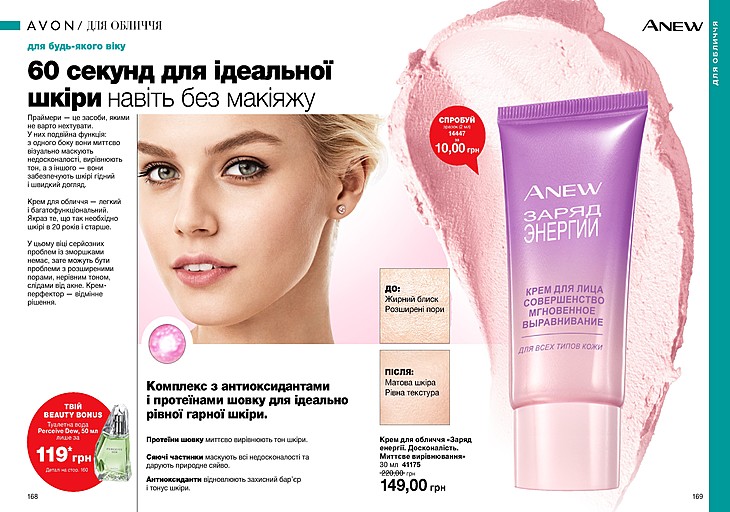 AVON / ДЛЯ ОБЛИЧЧЯ
для будь-якого віку
60 секунд для ідеальної
шкіри навіть без макіяжу
Праймери — це засоби, якими
не варто нехтувати.
У них подвійна функція:
з одного боку вони миттєво
візуально маскують
недосконалості, вирівнюють
тон, а з іншого — вони
забезпечують шкірі гідний
і швидкий догляд.
Крем для обличчя — легкий
і багатофункціональний.
Якраз те, що так необхідно
шкірі в 20 років і старше.
У цьому віці серйозних
проблем із зморшками
немає, зате можуть бути
проблеми з розширеними
порами, нерівним тоном,
слідами від акне. Крем-
перфектор — відмінне
рішення.
ТВІЙ
BEAUTY BONUS
Туалетна вода
Perceive Dew, 50 мл
лише за
119* грн
Деталі на стор. 160
168
Комплекс з антиоксидантами
і протеїнами шовку для ідеально
рівної гарної шкіри.
Протеїни шовку миттєво вирівнюють тон шкіри.
Сяючі частинки маскують всі недосконалості та
дарують природне сяйво.
Антиоксиданти відновлюють захисний бар'єр
і тонус шкіри.
ANEW
ДЛЯ ОБЛИЧЧЯ
СПРОБУЙ
зразок (2 мл)
14447
за
10,00 грн
ДО:
Жирний блиск
Розширені пори
ПІСЛЯ:
Матова шкіра
Рівна текстура
Крем для обличчя «Заряд
енергії. Досконалість.
Миттєве вирівнювання»
30 мл 41175
220,00 грн
149,00 грн
ANEW
ЗАРЯД
ЭНЕРГИИ
КРЕМ ДЛЯ ЛИЦА
СОВЕРШЕНСТВО
МГНОВЕННОЕ
ВЫРАВНИВАНИЕ
ДЛЯ ВСЕХ ТИПОВ КОЖИ
169